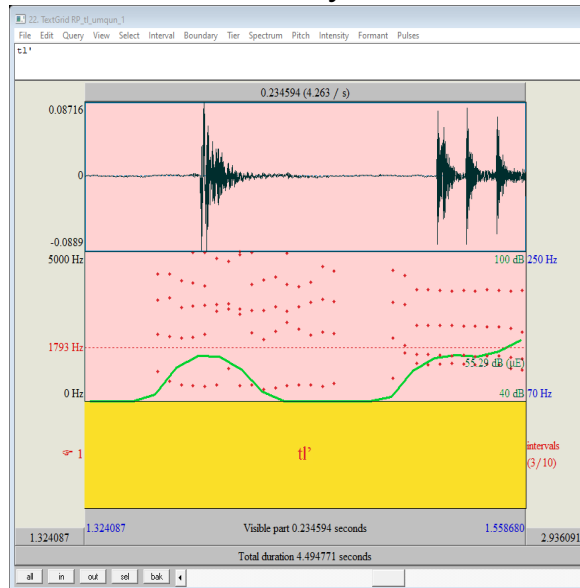 22. TextGrid RP_tl_umqun_1
File Edit Query View Select Interval Boundary Tier Spectrum Pitch Intensity Formant Pulses
tl'
0.234594 (4.263 / s)
0.08716
0
-0.0889
5000 Hz 100 dB 250 Hz
1793 Hz
55.29 dB (µE)
0 Hz 40 dB 70 Hz
☞ 1 tl' intervals
(3/10)
1.324087 Visible part 0.234594 seconds 1.558680
1.324087 2.936091
Total duration 4.494771 seconds
all in out sel bak